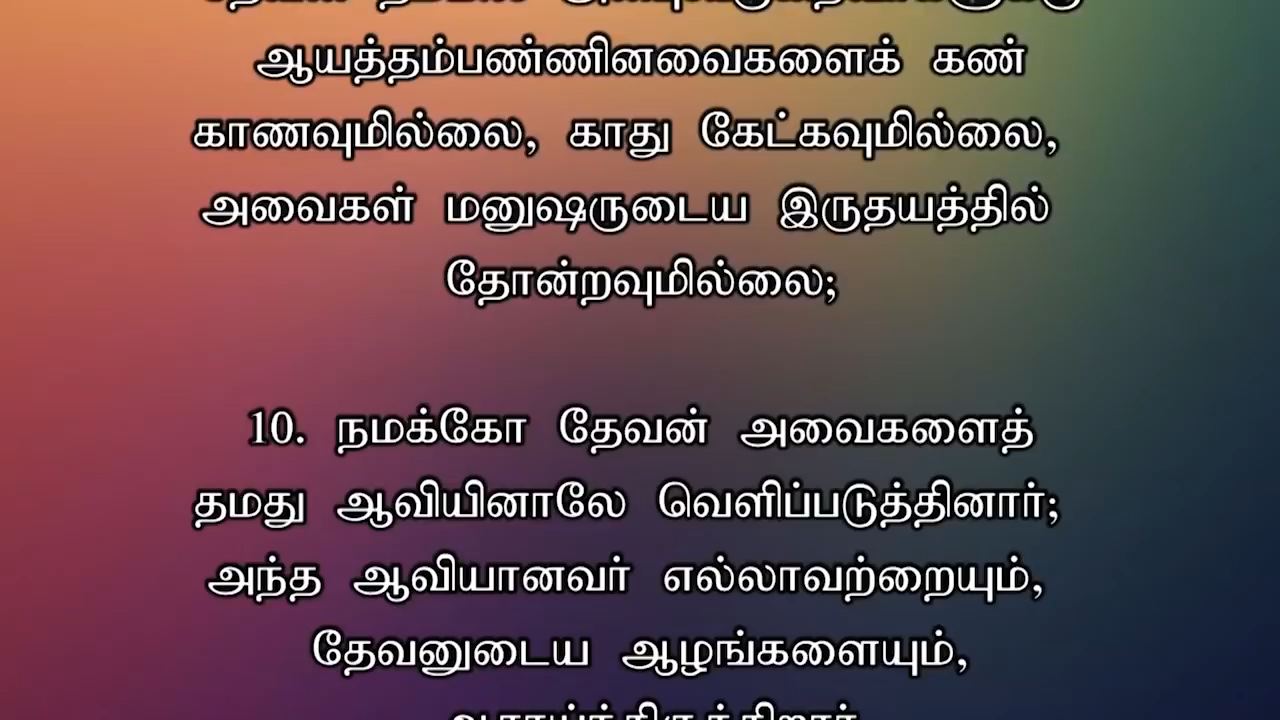 ஆயத்தம்பண்ணினவைகளைக் கண்
காணவுமில்லை, காது கேட்கவுமில்லை,
அவைகள் மனுஷருடைய இருதயத்தில்
தோன்றவுமில்லை;
10. நமக்கோ தேவன் அவைகளைத்
தமது ஆவியினாலே வெளிப்படுத்தினார்;
அந்த ஆவியானவர் எல்லாவற்றையும்,
தேவனுடைய ஆழங்களையும்,